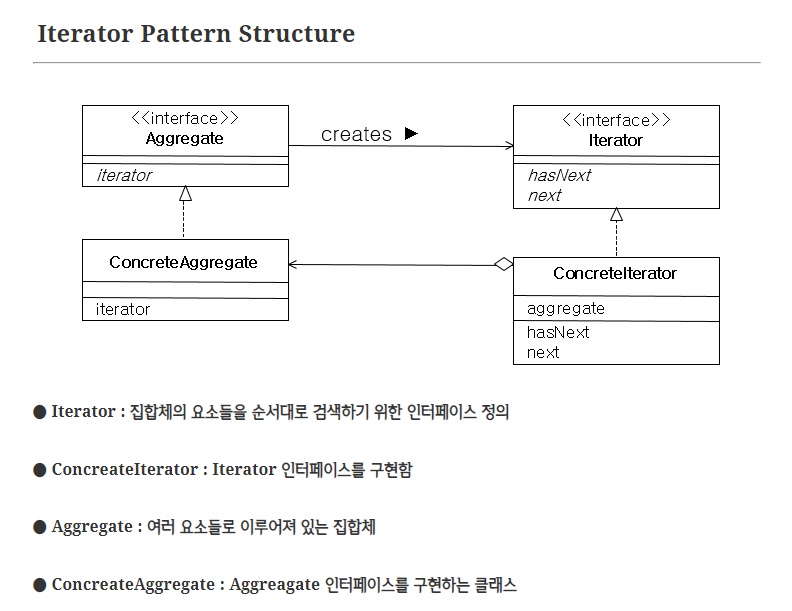 Iterator Pattern Structure
<<interface>>
Aggregate
iterator
creates ▶
<<interface>>
Iterator
hasNext
next
ConcreteAggregate
iterator
ConcreteIterator
aggregate
hasNext
next
● Iterator : 집합체의 요소들을 순서대로 검색하기 위한 인터페이스 정의
● ConcreateIterator : Iterator 인터페이스를 구현함
● Aggregate : 여러 요소들로 이루어져 있는 집합체
● ConcreateAggregate : Aggreagate 인터페이스를 구현하는 클래스